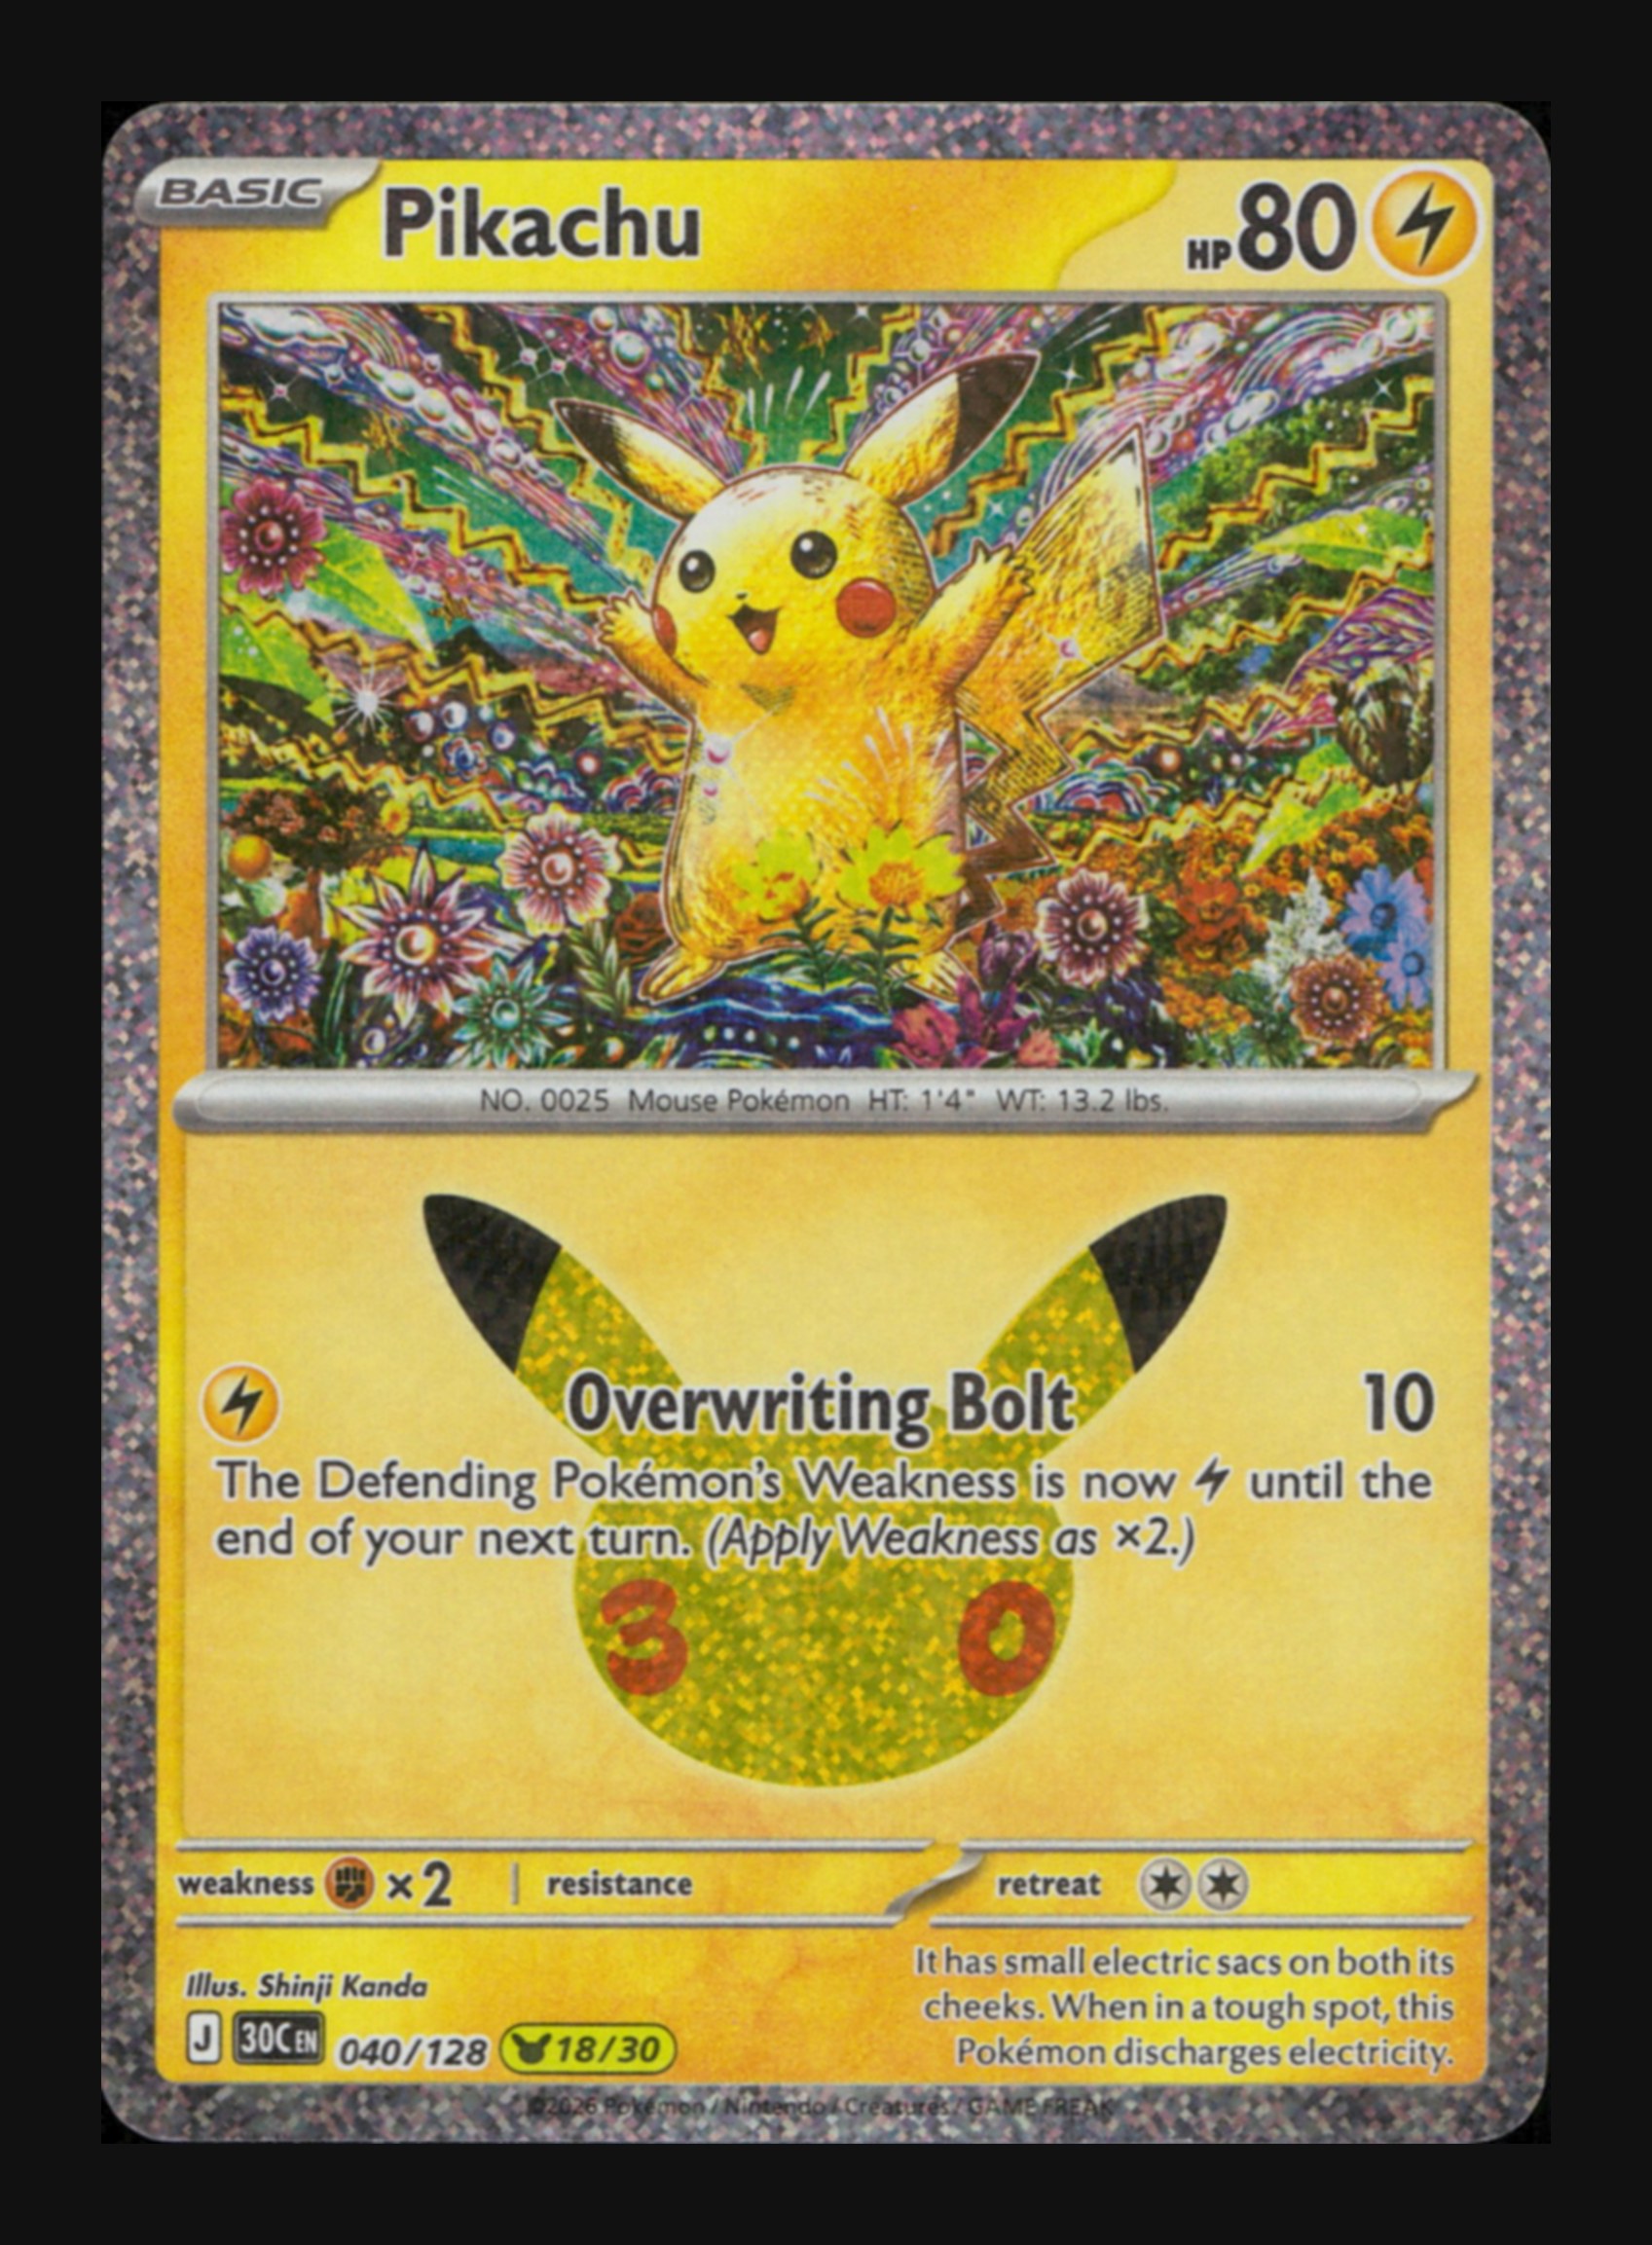 BASIC
Pikachu
HP 80
NO. 0025 Mouse Pokémon HT: 1'4" WT: 13.2 lbs.
Overwriting Bolt 10
The Defending Pokémon's Weakness is now until the
end of your next turn. (Apply Weakness as ×2.)
3 0
weakness ×2 | resistance
retreat
It has small electric sacs on both its
cheeks. When in a tough spot, this
Pokémon discharges electricity.
Illus. Shinji Kanda
J 30C EN 040/128 18/30
©2026 Pokémon / Nintendo / Creatures / GAME FREAK